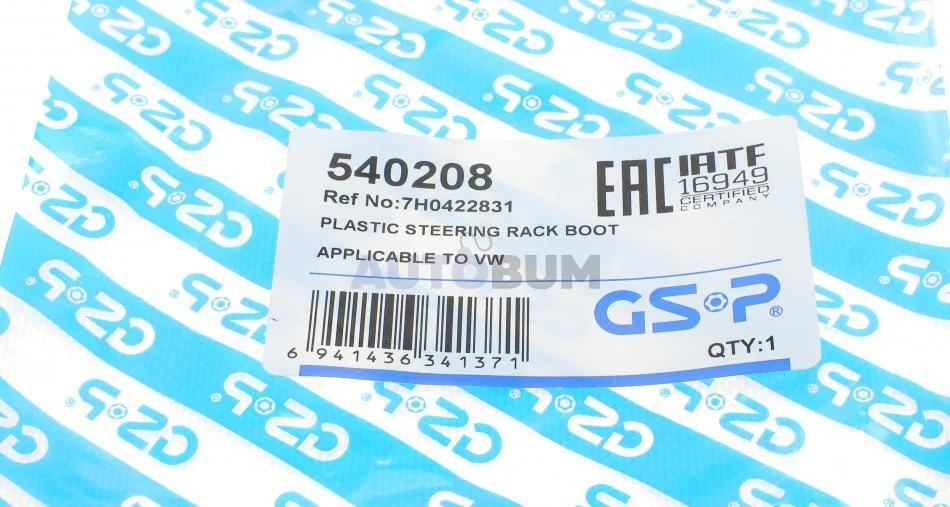 540208
Ref No:7H0422831
PLASTIC STEERING RACK BOOT
APPLICABLE TO VW
EAC
IATF
16949
CERTIFIED
COMPANY
AUTOBUM
GSP®
6 941436 341371
QTY:1